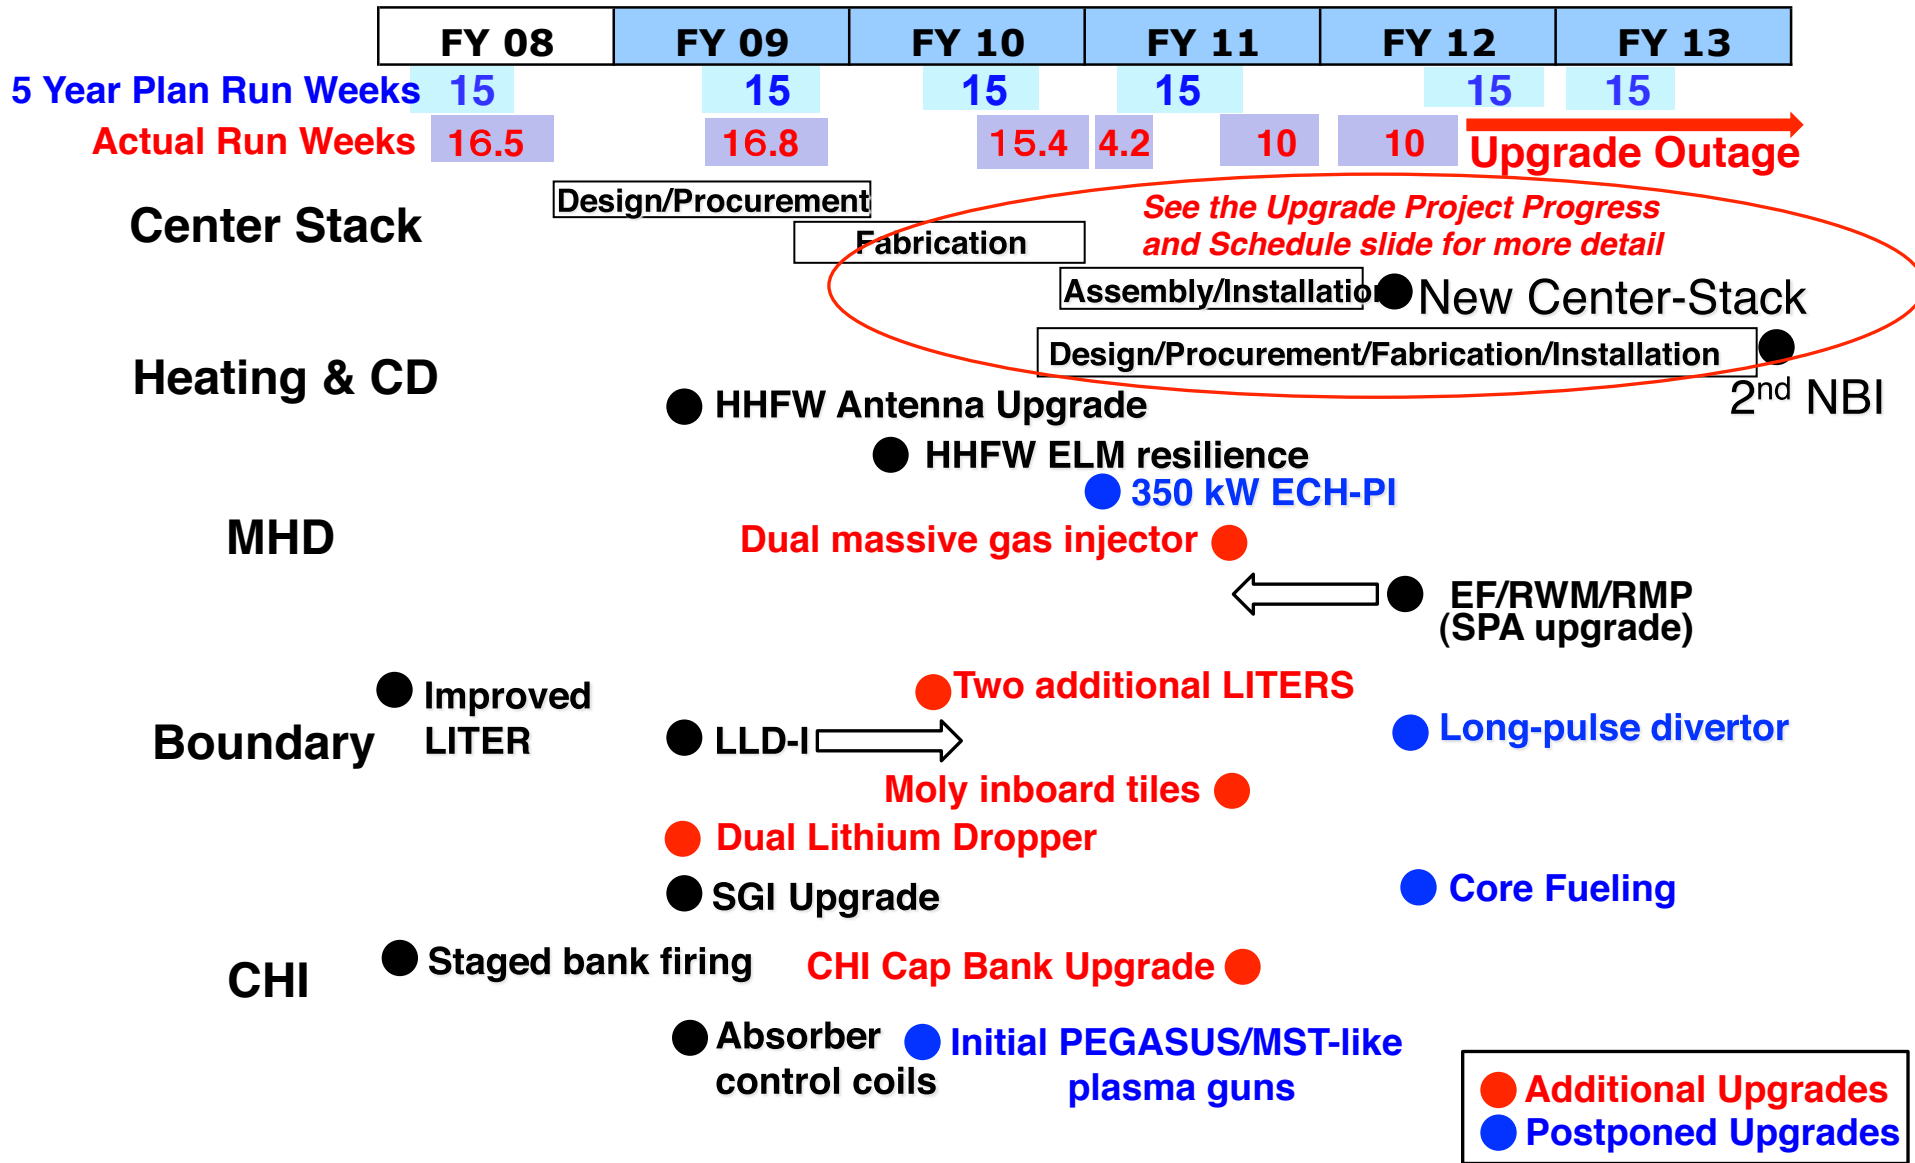 FY 08 FY 09 FY 10 FY 11 FY 12 FY 13
5 Year Plan Run Weeks 15 15 15 15 15 15
Actual Run Weeks 16.5 16.8 15.4 4.2 10 10
Upgrade Outage
Design/Procurement
Center Stack
Fabrication
See the Upgrade Project Progress
and Schedule slide for more detail
Assembly/Installation
New Center-Stack
Heating & CD
Design/Procurement/Fabrication/Installation
2nd NBI
HHFW Antenna Upgrade
HHFW ELM resilience
350 kW ECH-PI
MHD
Dual massive gas injector
EF/RWM/RMP
(SPA upgrade)
Improved
LITER
Two additional LITERS
Boundary
LLD-I
Long-pulse divertor
Moly inboard tiles
Dual Lithium Dropper
SGI Upgrade
Core Fueling
CHI
Staged bank firing
CHI Cap Bank Upgrade
Absorber
control coils
Initial PEGASUS/MST-like
plasma guns
Additional Upgrades
Postponed Upgrades